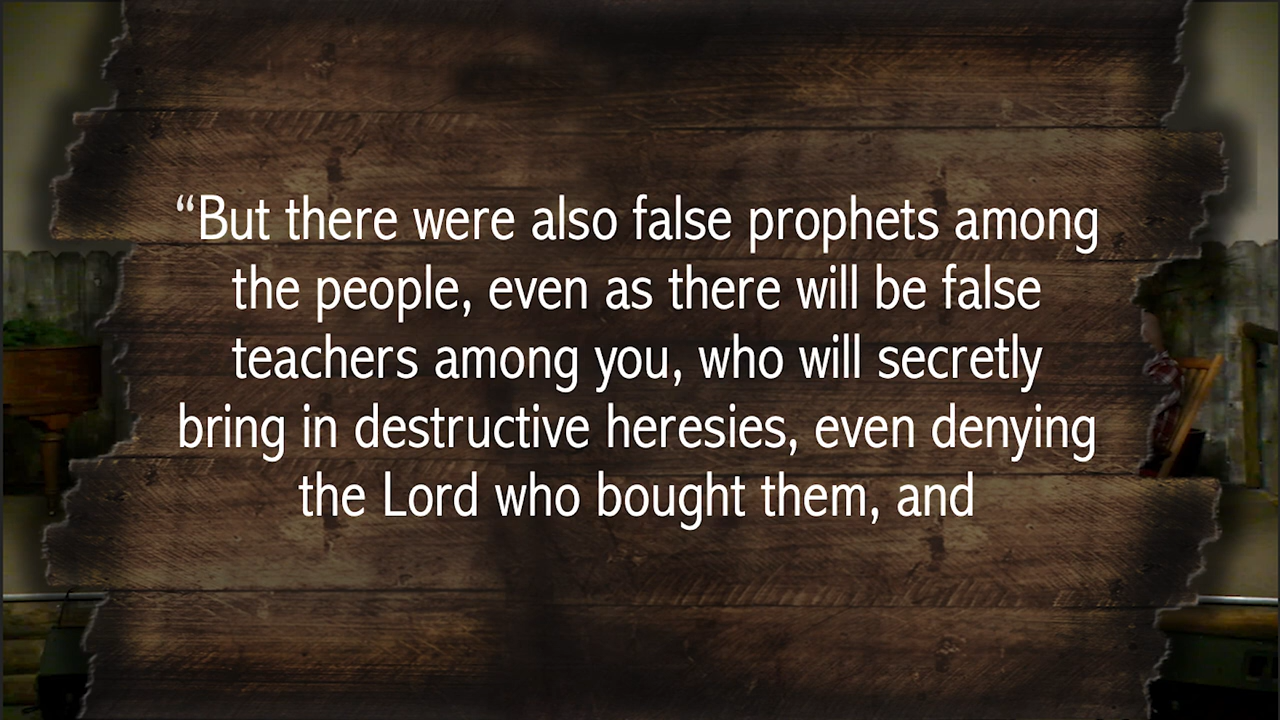 “But there were also false prophets among
the people, even as there will be false
teachers among you, who will secretly
bring in destructive heresies, even denying
the Lord who bought them, and